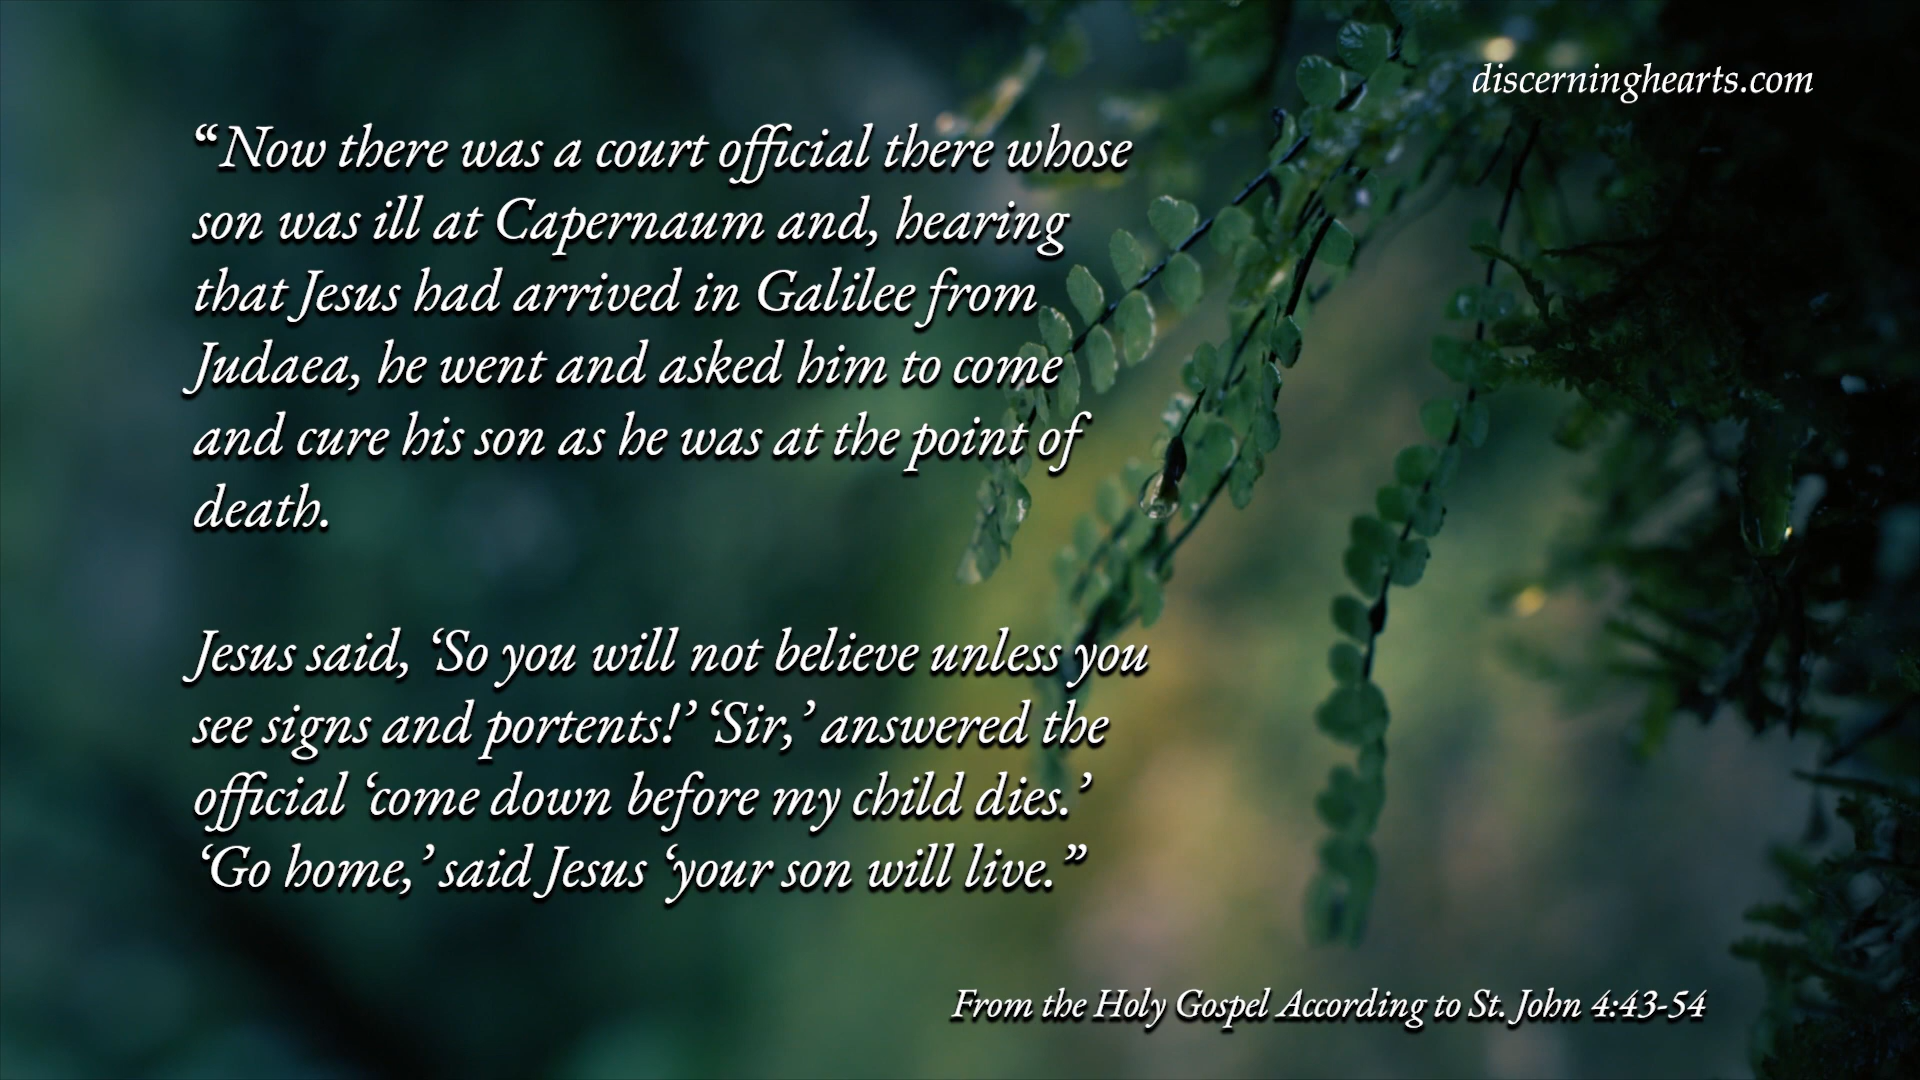 discerninghearts.com
“Now there was a court official there whose
son was ill at Capernaum and, hearing
that Jesus had arrived in Galilee from
Judaea, he went and asked him to come
and cure his son as he was at the point of
death.
Jesus said, ‘So you will not believe unless you
see signs and portents!’ ‘Sir,’ answered the
official ‘come down before my child dies.’
‘Go home,’ said Jesus ‘your son will live.”
From the Holy Gospel According to St. John 4:43-54